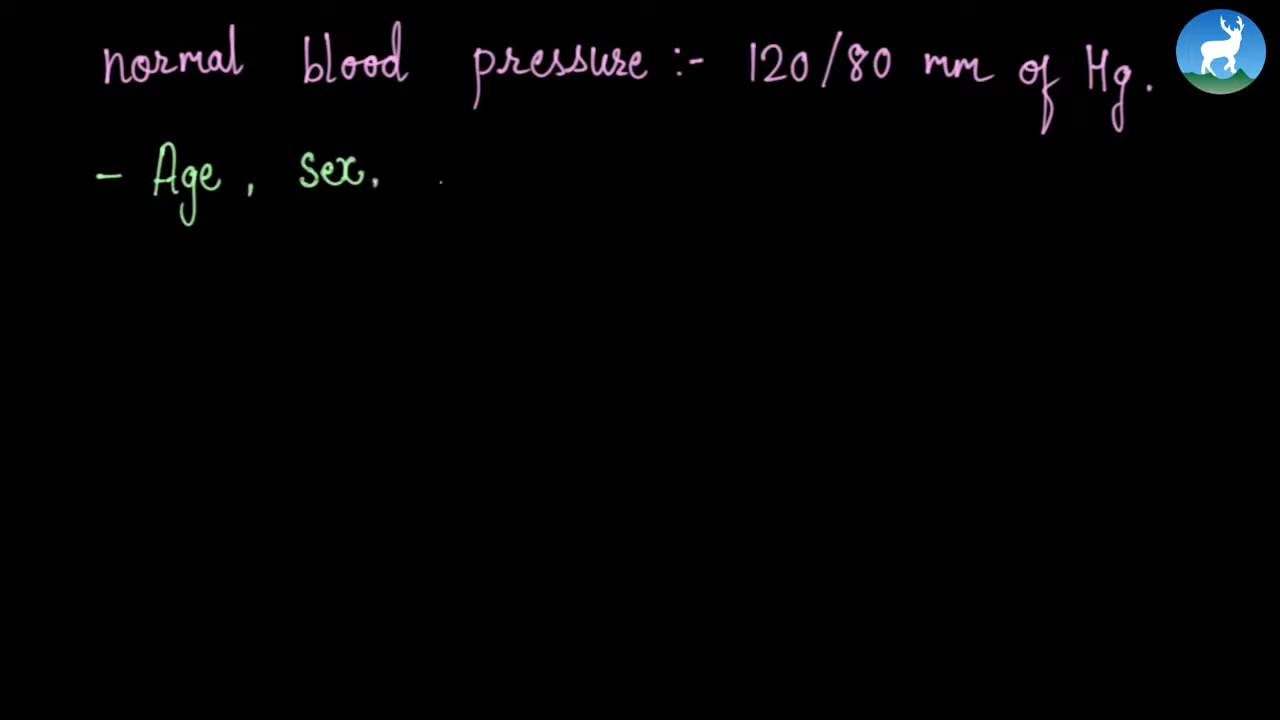 normal blood pressure :- 120/80 mm of Hg.
- Age, sex,